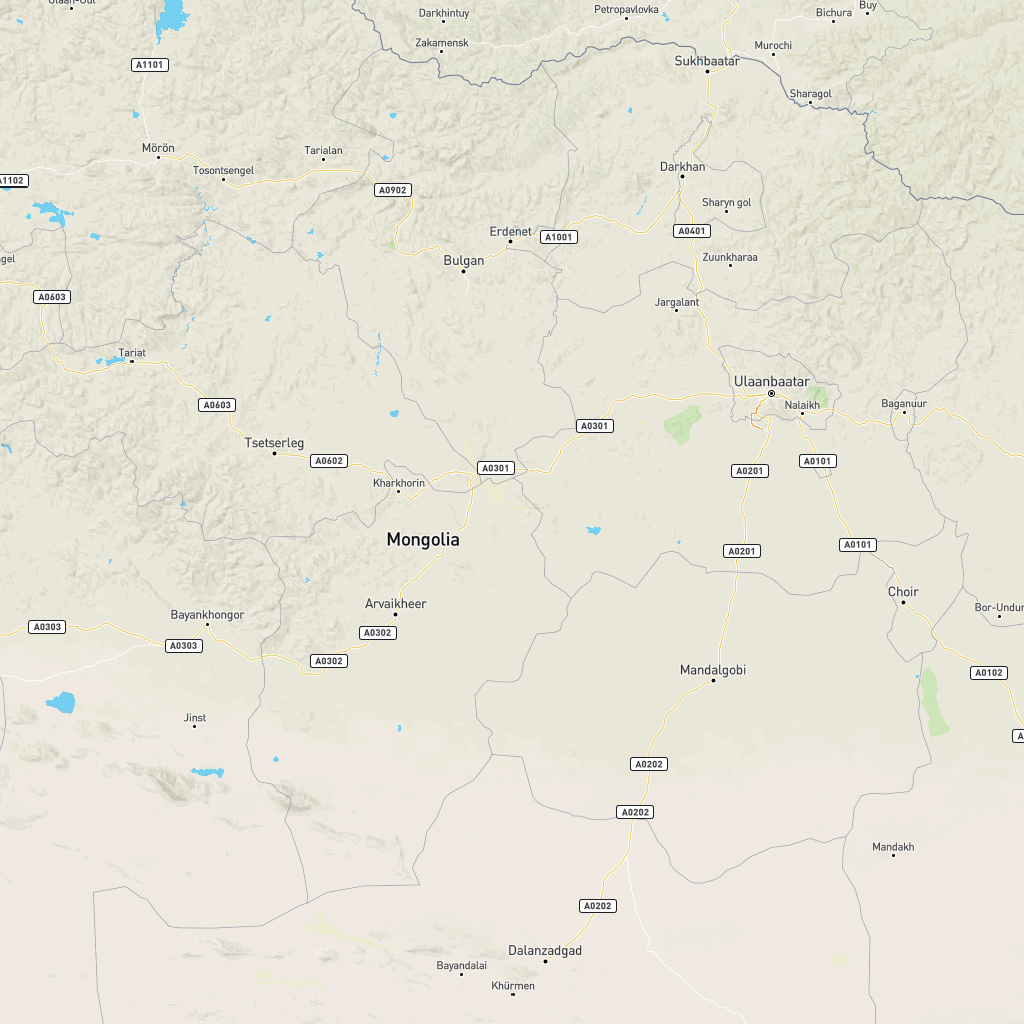 Ulaan-Uul
Darkhintuy
Petropavlovka
Bichura
Buy
Zakamensk
Murochi
Sukhbaatar
A1101
Sharagol
Mörön
Tarialan
Tosontsengel
Darkhan
A1102
A0902
Sharyn gol
Erdenet
A1001
A0401
Bulgan
Zuunkharaa
gel
A0603
Jargalant
Tariat
Ulaanbaatar
A0603
Nalaikh
Baganuur
A0301
Tsetserleg
A0602
A0301
A0201
A0101
Kharkhorin
Mongolia
A0201
A0101
Choir
Arvaikheer
Bor-Undur
Bayankhongor
A0303
A0302
A0303
A0302
Mandalgobi
A0102
Jinst
A0202
A0202
Mandakh
A0202
Dalanzadgad
Bayandalai
Khürmen